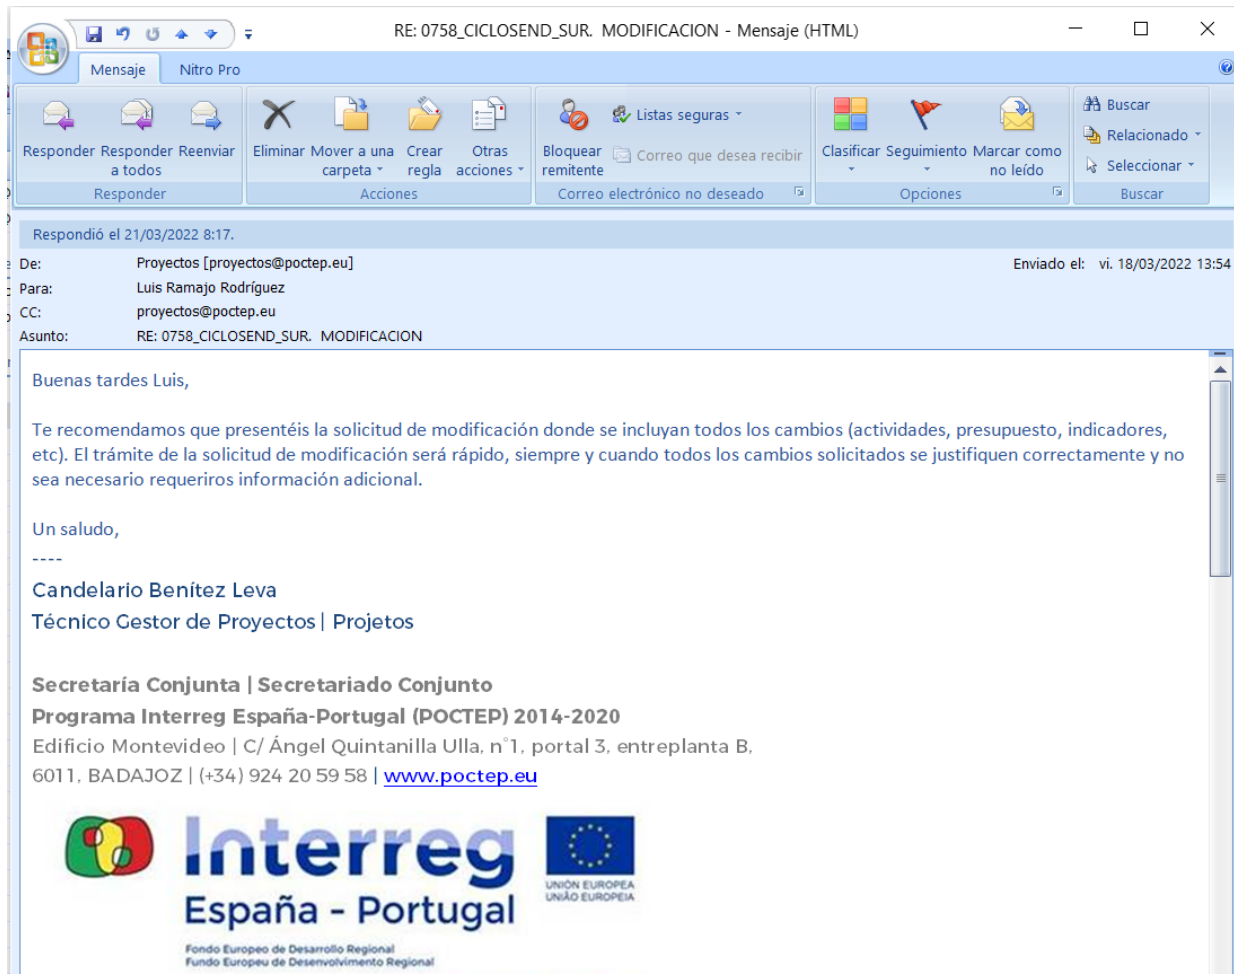 RE: 0758_CICLOSEND_SUR. MODIFICACION - Mensaje (HTML)
Mensaje Nitro Pro
Responder Responder a todos Reenviar
Responder
Eliminar Mover a una carpeta Crear regla Otras acciones
Acciones
Bloquear remitente Listas seguras
Correo que desea recibir
Correo electrónico no deseado
Clasificar Seguimiento Marcar como no leído
Opciones
Buscar
Relacionado
Seleccionar
Buscar
Respondió el 21/03/2022 8:17.
De: Proyectos [proyectos@poctep.eu] Enviado el: vi. 18/03/2022 13:54
Para: Luis Ramajo Rodríguez
CC: proyectos@poctep.eu
Asunto: RE: 0758_CICLOSEND_SUR. MODIFICACION
Buenas tardes Luis,
Te recomendamos que presentéis la solicitud de modificación donde se incluyan todos los cambios (actividades, presupuesto, indicadores,
etc). El trámite de la solicitud de modificación será rápido, siempre y cuando todos los cambios solicitados se justifiquen correctamente y no
sea necesario requeriros información adicional.
Un saludo,
----
Candelario Benítez Leva
Técnico Gestor de Proyectos | Projetos
Secretaría Conjunta | Secretariado Conjunto
Programa Interreg España-Portugal (POCTEP) 2014-2020
Edificio Montevideo | C/ Ángel Quintanilla Ulla, n°1, portal 3, entreplanta B,
6011, BADAJOZ | (+34) 924 20 59 58 | www.poctep.eu
Interreg
España - Portugal
UNIÓN EUROPEA
UNIÃO EUROPEIA
Fondo Europeo de Desarrollo Regional
Fundo Europeu de Desenvolvimento Regional